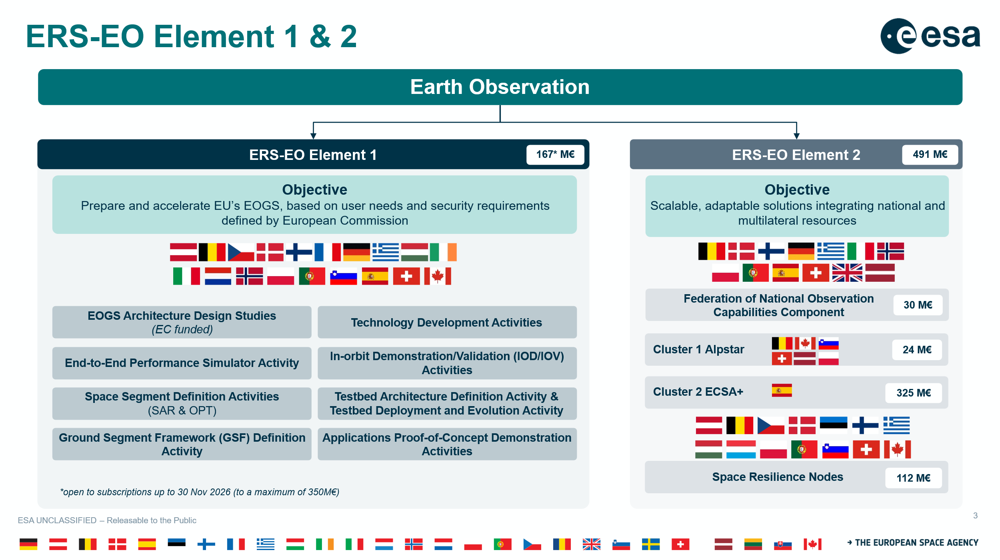 ERS-EO Element 1 & 2
esa
Earth Observation
ERS-EO Element 1
167* M€
Objective
Prepare and accelerate EU’s EOGS, based on user needs and security requirements
defined by European Commission
EOGS Architecture Design Studies
(EC funded)
Technology Development Activities
End-to-End Performance Simulator Activity
In-orbit Demonstration/Validation (IOD/IOV)
Activities
Space Segment Definition Activities
(SAR & OPT)
Testbed Architecture Definition Activity &
Testbed Deployment and Evolution Activity
Ground Segment Framework (GSF) Definition
Activity
Applications Proof-of-Concept Demonstration
Activities
*open to subscriptions up to 30 Nov 2026 (to a maximum of 350M€)
ERS-EO Element 2
491 M€
Objective
Scalable, adaptable solutions integrating national and
multilateral resources
Federation of National Observation
Capabilities Component
30 M€
Cluster 1 Alpstar
24 M€
Cluster 2 ECSA+
325 M€
Space Resilience Nodes
112 M€
ESA UNCLASSIFIED – Releasable to the Public
3
THE EUROPEAN SPACE AGENCY